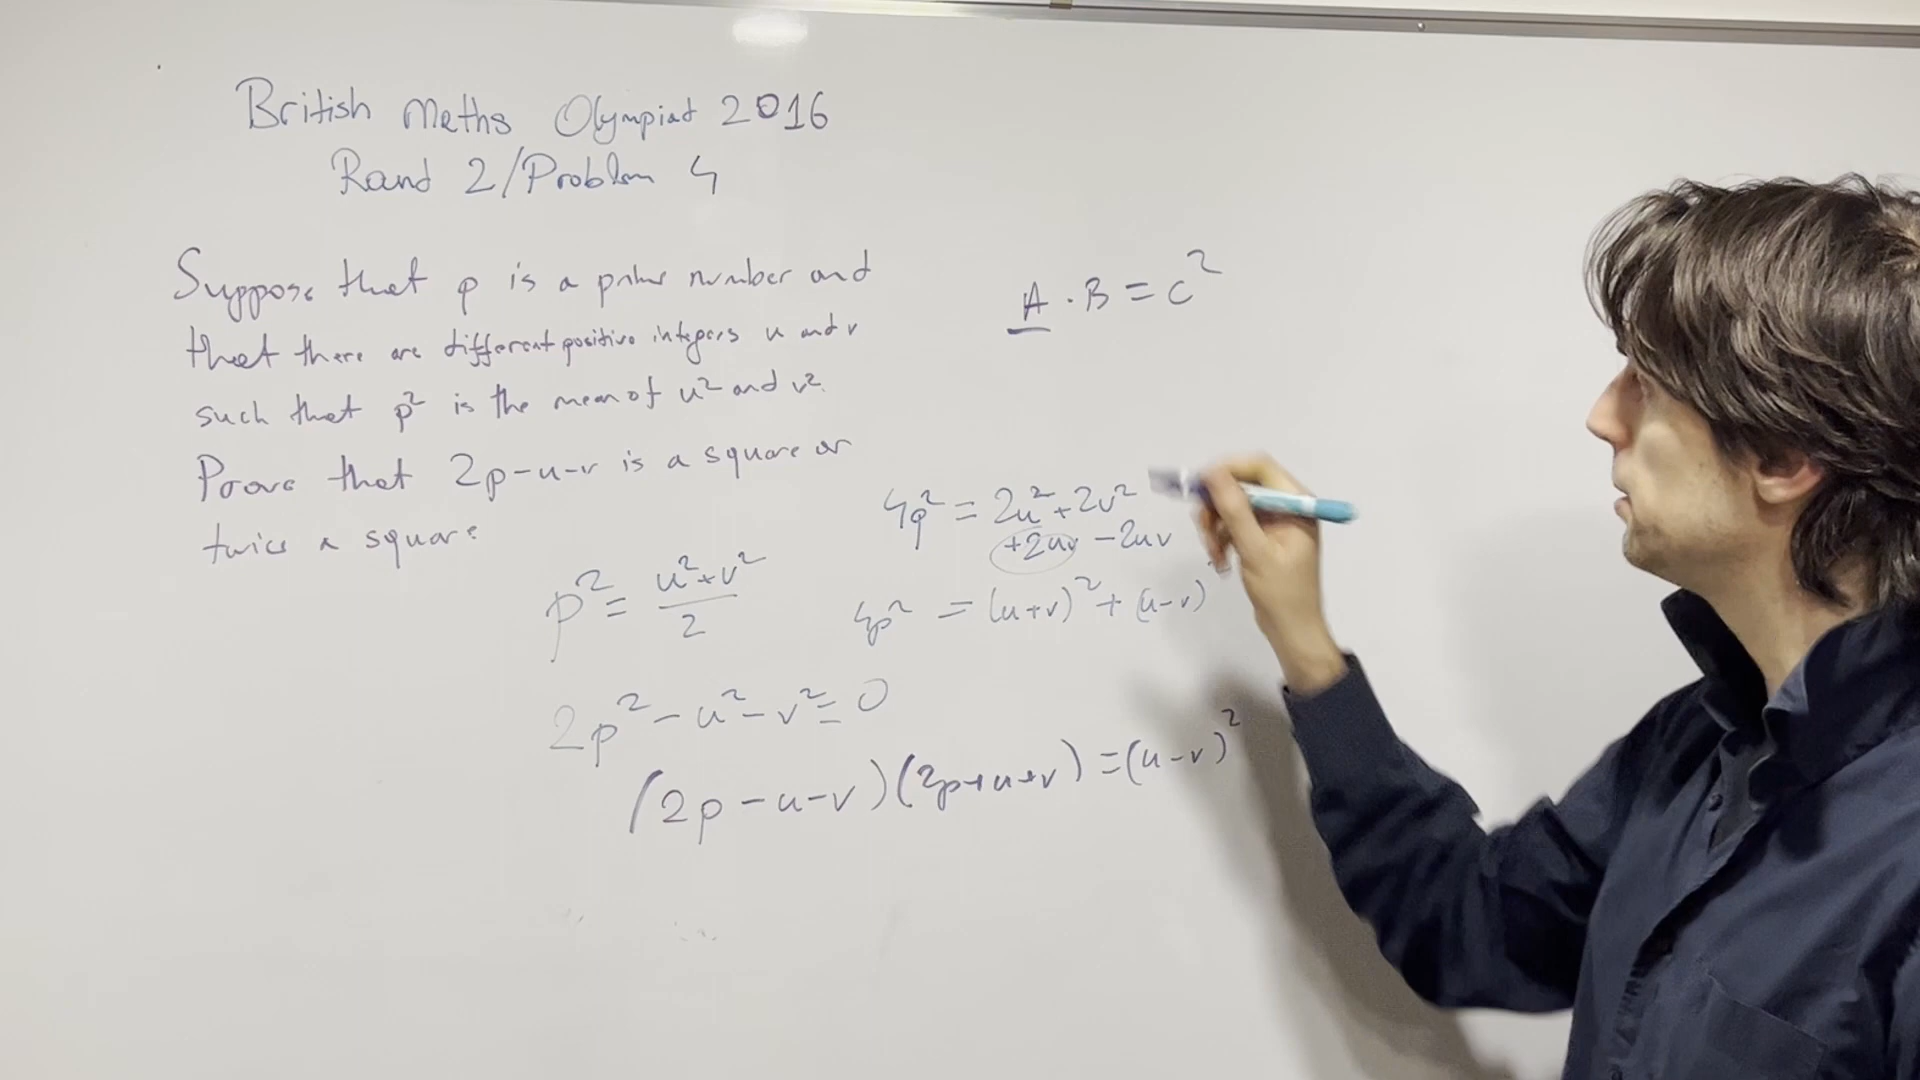 British Maths Olympiad 2016
Round 2/Problem 4
Suppose that p is a prime number and
that there are different positive integers u and v
such that p² is the mean of u² and v².
Prove that 2p-u-v is a square or
twice a square
A · B = c²
4p² = 2u² + 2v²
+2uv - 2uv
p² = (u²+v²)/2
4p² = (u+v)² + (u-v)²
2p² - u² - v² = 0
(2p - u - v)(2p+u+v) = (u-v)²